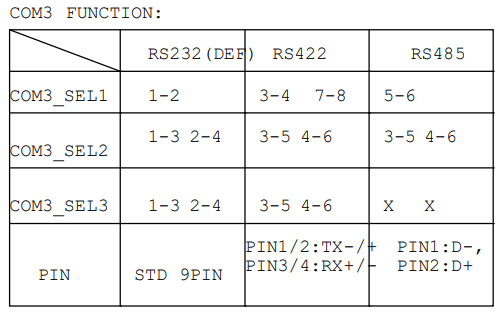 COM3 FUNCTION:
RS232(DEF) RS422 RS485
COM3_SEL1 1-2 3-4 7-8 5-6
COM3_SEL2 1-3 2-4 3-5 4-6 3-5 4-6
COM3_SEL3 1-3 2-4 3-5 4-6 X X
PIN STD 9PIN PIN1/2:TX-/+ PIN1:D-,
PIN3/4:RX+/- PIN2:D+